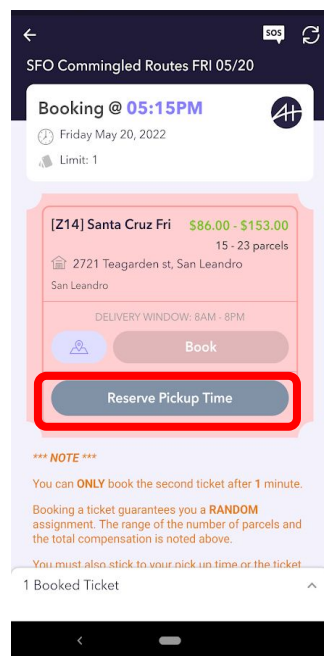 SOS
SFO Commingled Routes FRI 05/20
Booking @ 05:15PM
AH
Friday May 20, 2022
Limit: 1
[Z14] Santa Cruz Fri $86.00 - $153.00
15 - 23 parcels
2721 Teagarden st, San Leandro
San Leandro
DELIVERY WINDOW: 8AM - 8PM
Book
Reserve Pickup Time
*** NOTE ***
You can ONLY book the second ticket after 1 minute.
Booking a ticket guarantees you a RANDOM
assignment. The range of the number of parcels and
the total compensation is noted above.
You must also stick to your pick up time or the ticket
1 Booked Ticket